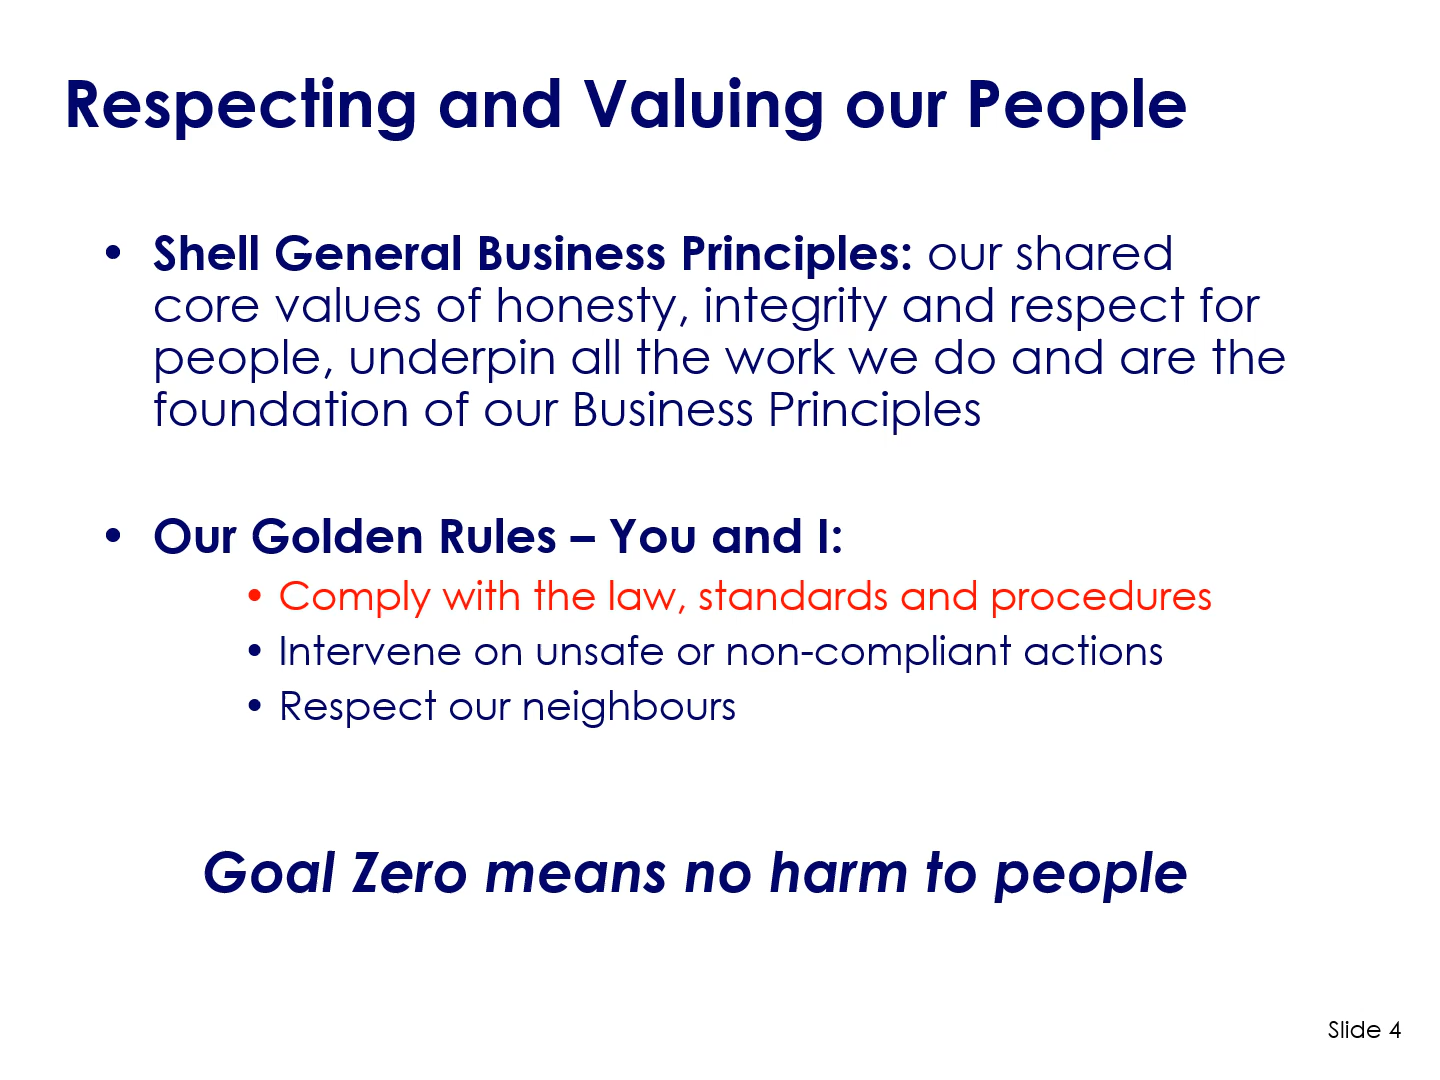 Respecting and Valuing our People
• Shell General Business Principles: our shared
core values of honesty, integrity and respect for
people, underpin all the work we do and are the
foundation of our Business Principles
• Our Golden Rules – You and I:
• Comply with the law, standards and procedures
• Intervene on unsafe or non-compliant actions
• Respect our neighbours
Goal Zero means no harm to people
Slide 4